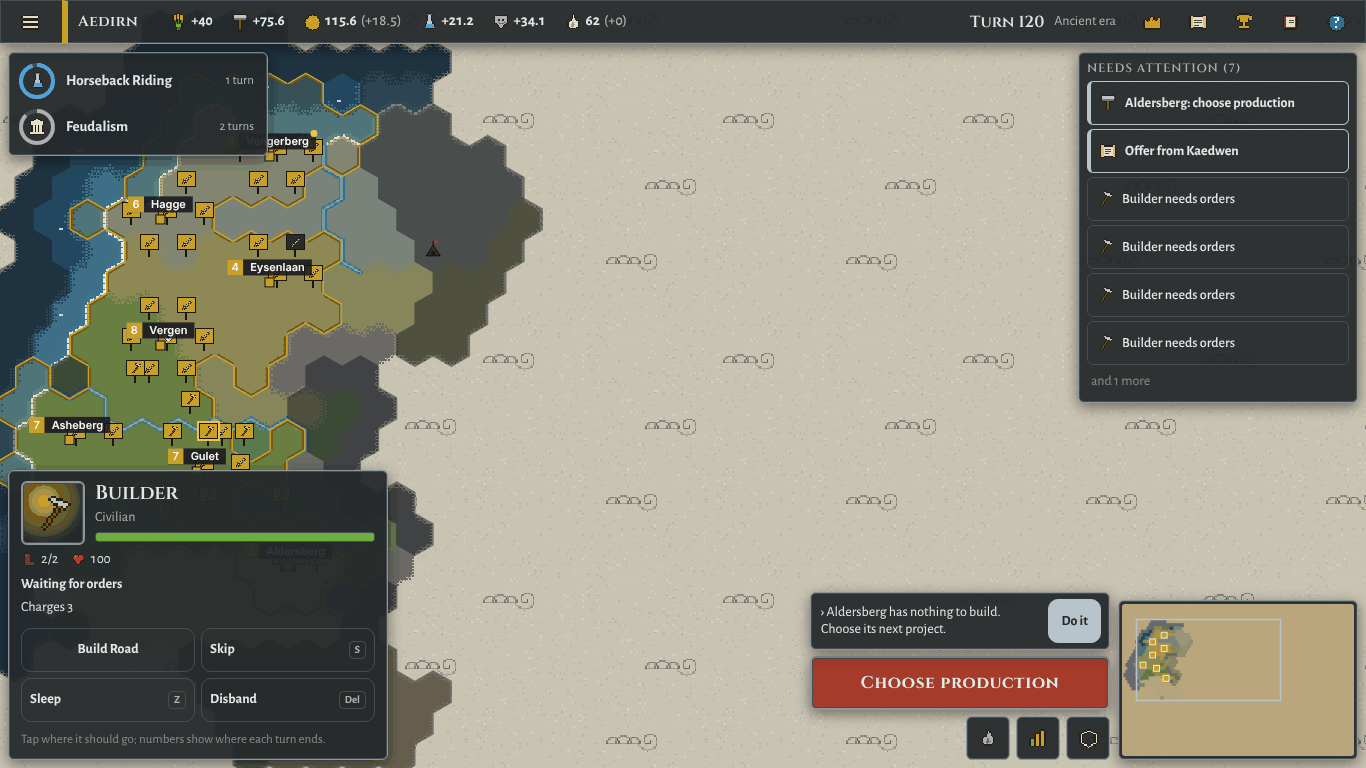 AEDIRN
+40
+75.6
115.6 (+18.5)
+21.2
+34.1
62 (+0)
TURN 120
Ancient era
Horseback Riding
1 turn
Feudalism
2 turns
NEEDS ATTENTION (7)
Aldersberg: choose production
Offer from Kaedwen
Builder needs orders
Builder needs orders
Builder needs orders
Builder needs orders
and 1 more
Vengerberg
6 Hagge
4 Eysenlaan
8 Vergen
7 Asheberg
7 Gulet
Aldersberg
BUILDER
Civilian
2/2
100
Waiting for orders
Charges 3
Build Road
Skip S
Sleep Z
Disband Del
Tap where it should go; numbers show where each turn ends.
› Aldersberg has nothing to build.
Choose its next project.
Do it
CHOOSE PRODUCTION